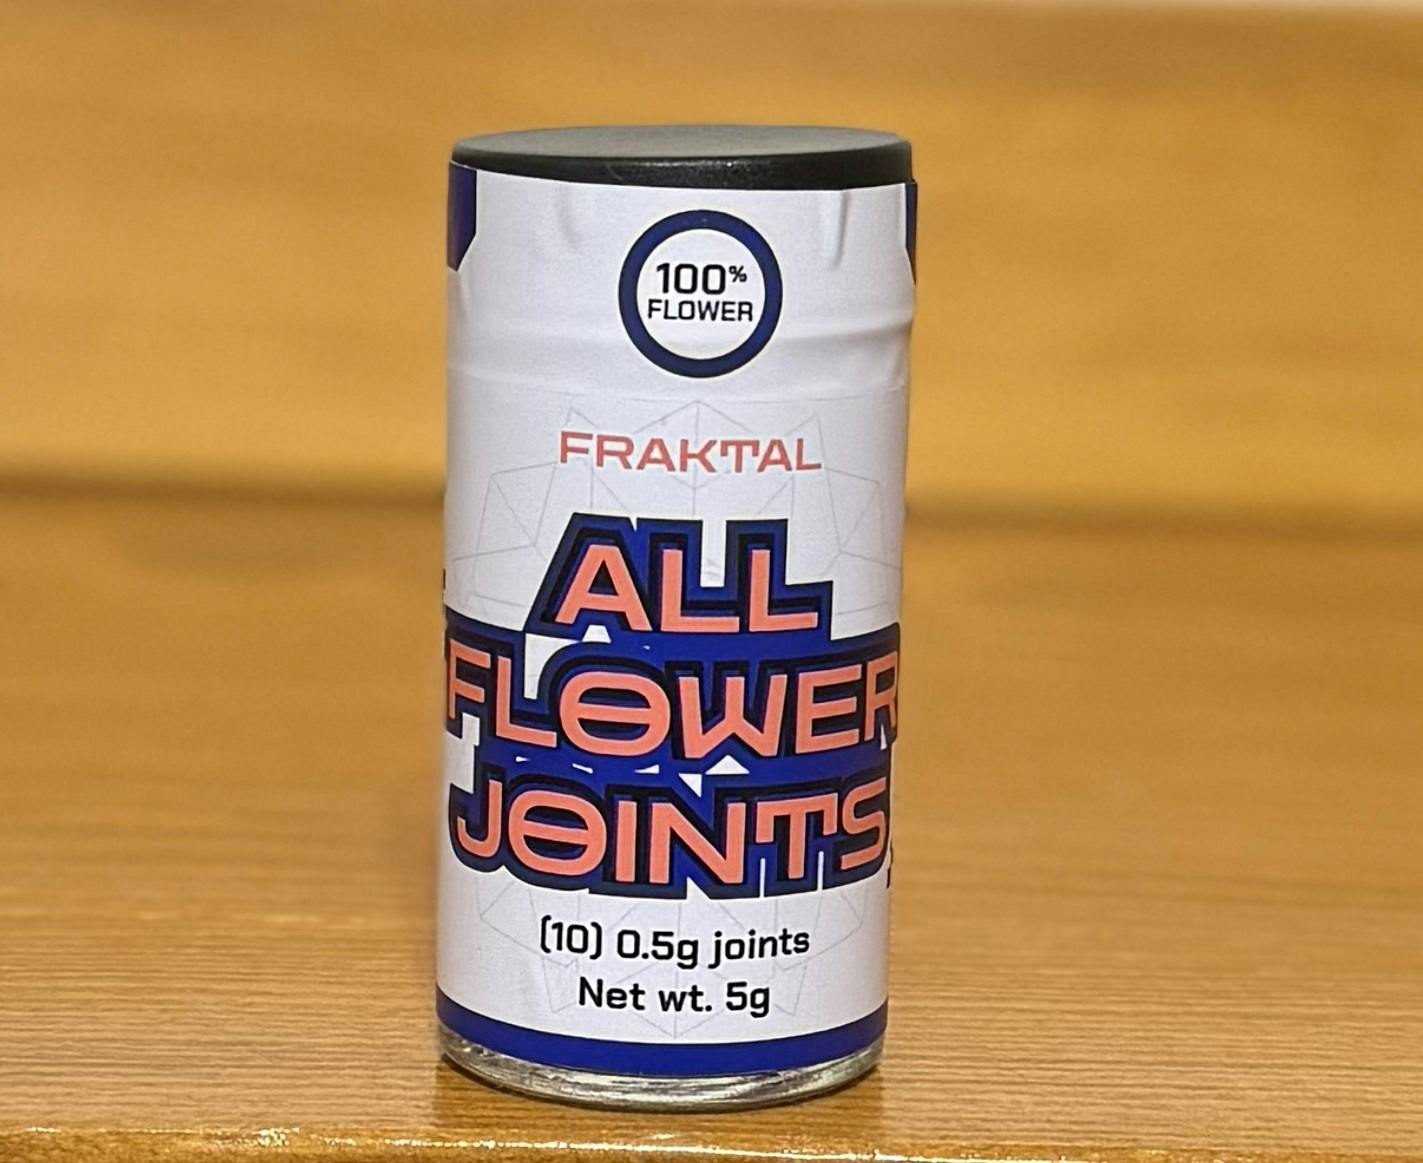 100%
FLOWER
FRAKTAL
ALL
FLOWER
JOINTS
(10) 0.5g joints
Net wt. 5g